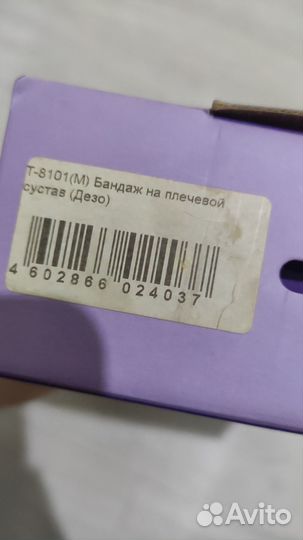 Т-8101(М) Бандаж на плечевой
сустав (Дезо)
4 602866 024037
Avito